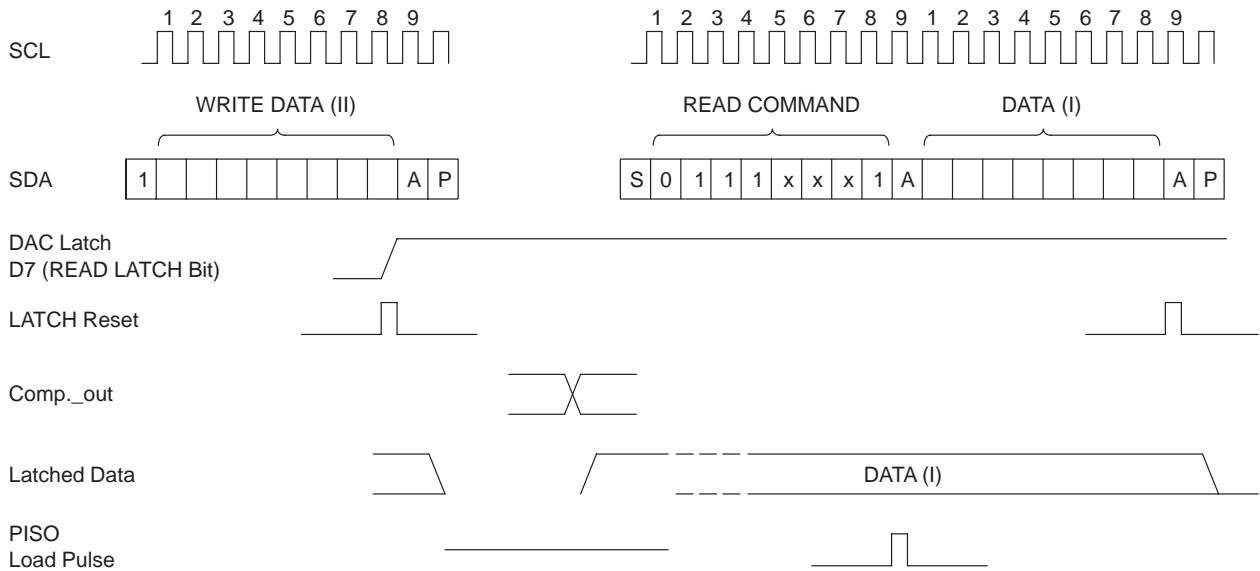 1 2 3 4 5 6 7 8 9 1 2 3 4 5 6 7 8 9 1 2 3 4 5 6 7 8 9
SCL
WRITE DATA (II) READ COMMAND DATA (I)
SDA 1 A P S 0 1 1 1 x x x 1 A A P
DAC Latch
D7 (READ LATCH Bit)
LATCH Reset
Comp._out
Latched Data DATA (I)
PISO
Load Pulse